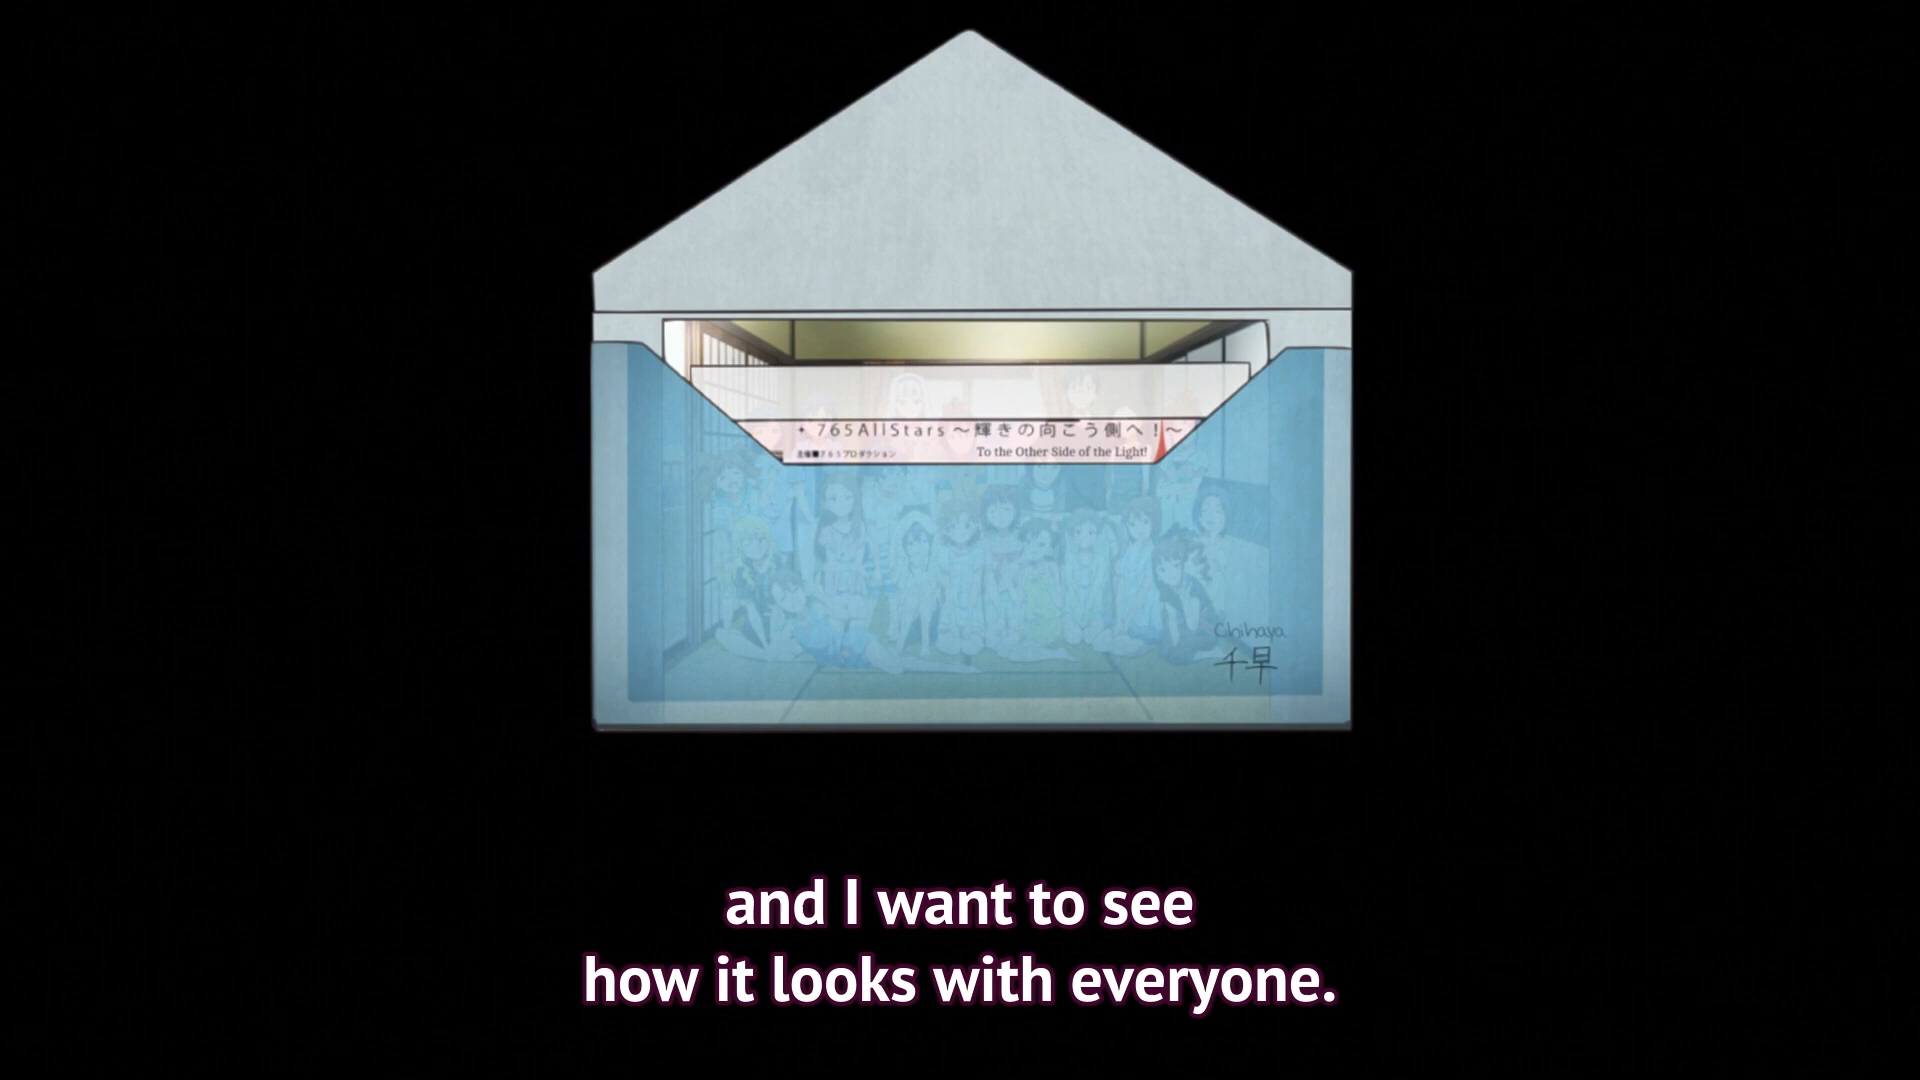 ✦ 765AllStars ～輝きの向こう側へ!～
主催■765プロダクション
To the Other Side of the Light!
Chihaya
千早
and I want to see
how it looks with everyone.